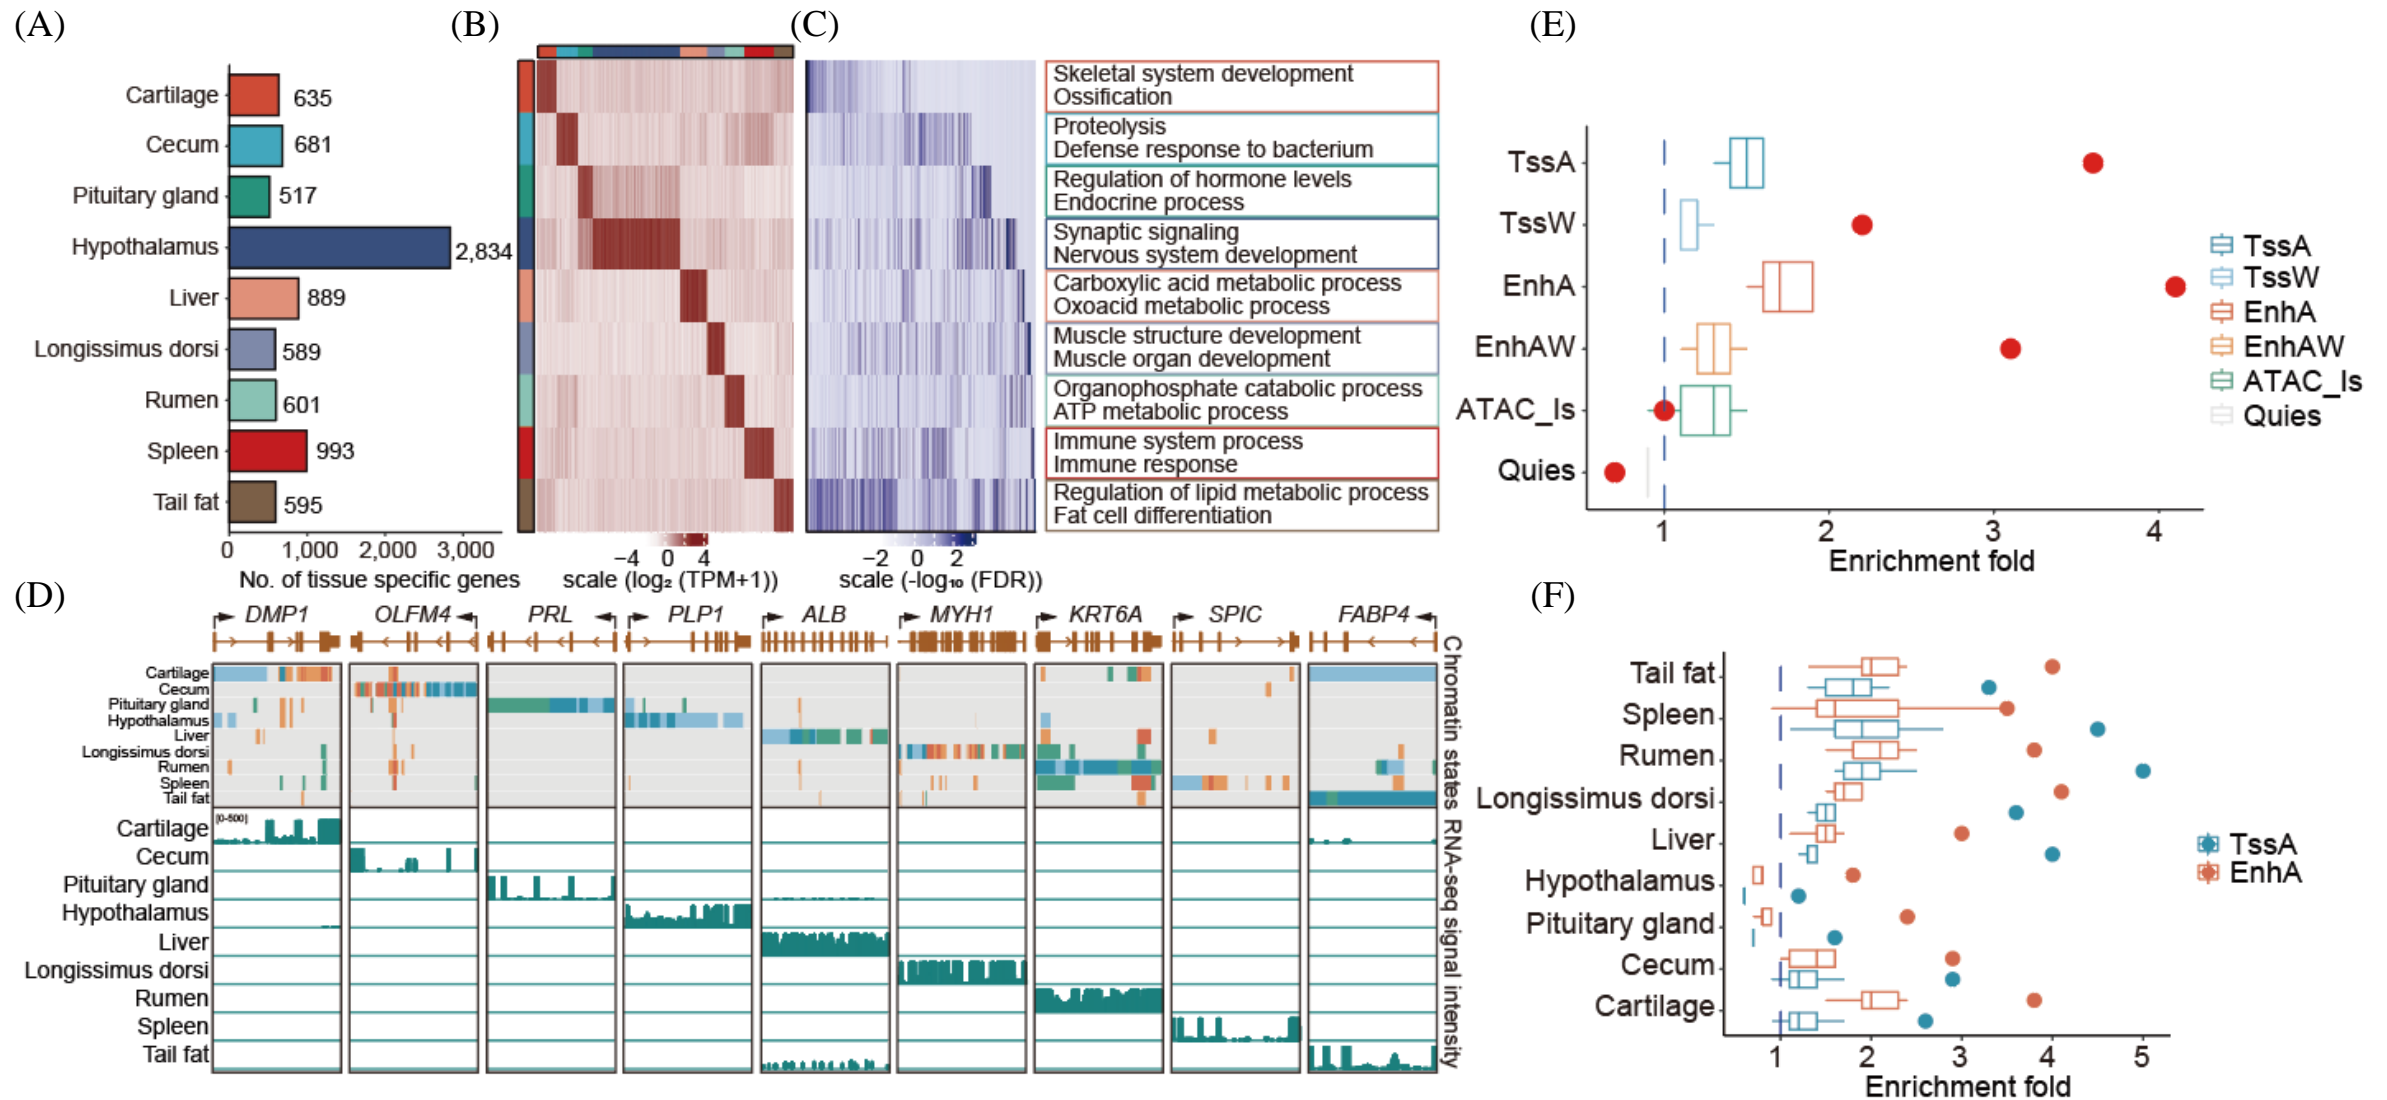 (A)
Cartilage
635
Cecum
681
Pituitary gland
517
Hypothalamus
2,834
Liver
889
Longissimus dorsi
589
Rumen
601
Spleen
993
Tail fat
595
0 1,000 2,000 3,000
No. of tissue specific genes
(B)
−4 0 4
scale (log₂ (TPM+1))
(C)
Skeletal system development
Ossification
Proteolysis
Defense response to bacterium
Regulation of hormone levels
Endocrine process
Synaptic signaling
Nervous system development
Carboxylic acid metabolic process
Oxoacid metabolic process
Muscle structure development
Muscle organ development
Organophosphate catabolic process
ATP metabolic process
Immune system process
Immune response
Regulation of lipid metabolic process
Fat cell differentiation
−2 0 2
scale (-log₁₀ (FDR))
(D)
DMP1 OLFM4 PRL PLP1 ALB MYH1 KRT6A SPIC FABP4
Cartilage
Cecum
Pituitary gland
Hypothalamus
Liver
Longissimus dorsi
Rumen
Spleen
Tail fat
Chromatin states
[0-500]
Cartilage
Cecum
Pituitary gland
Hypothalamus
Liver
Longissimus dorsi
Rumen
Spleen
Tail fat
RNA-seq signal intensity
(E)
TssA
TssW
EnhA
EnhAW
ATAC_Is
Quies
1 2 3 4
Enrichment fold
TssA
TssW
EnhA
EnhAW
ATAC_Is
Quies
(F)
Tail fat
Spleen
Rumen
Longissimus dorsi
Liver
Hypothalamus
Pituitary gland
Cecum
Cartilage
1 2 3 4 5
Enrichment fold
TssA
EnhA